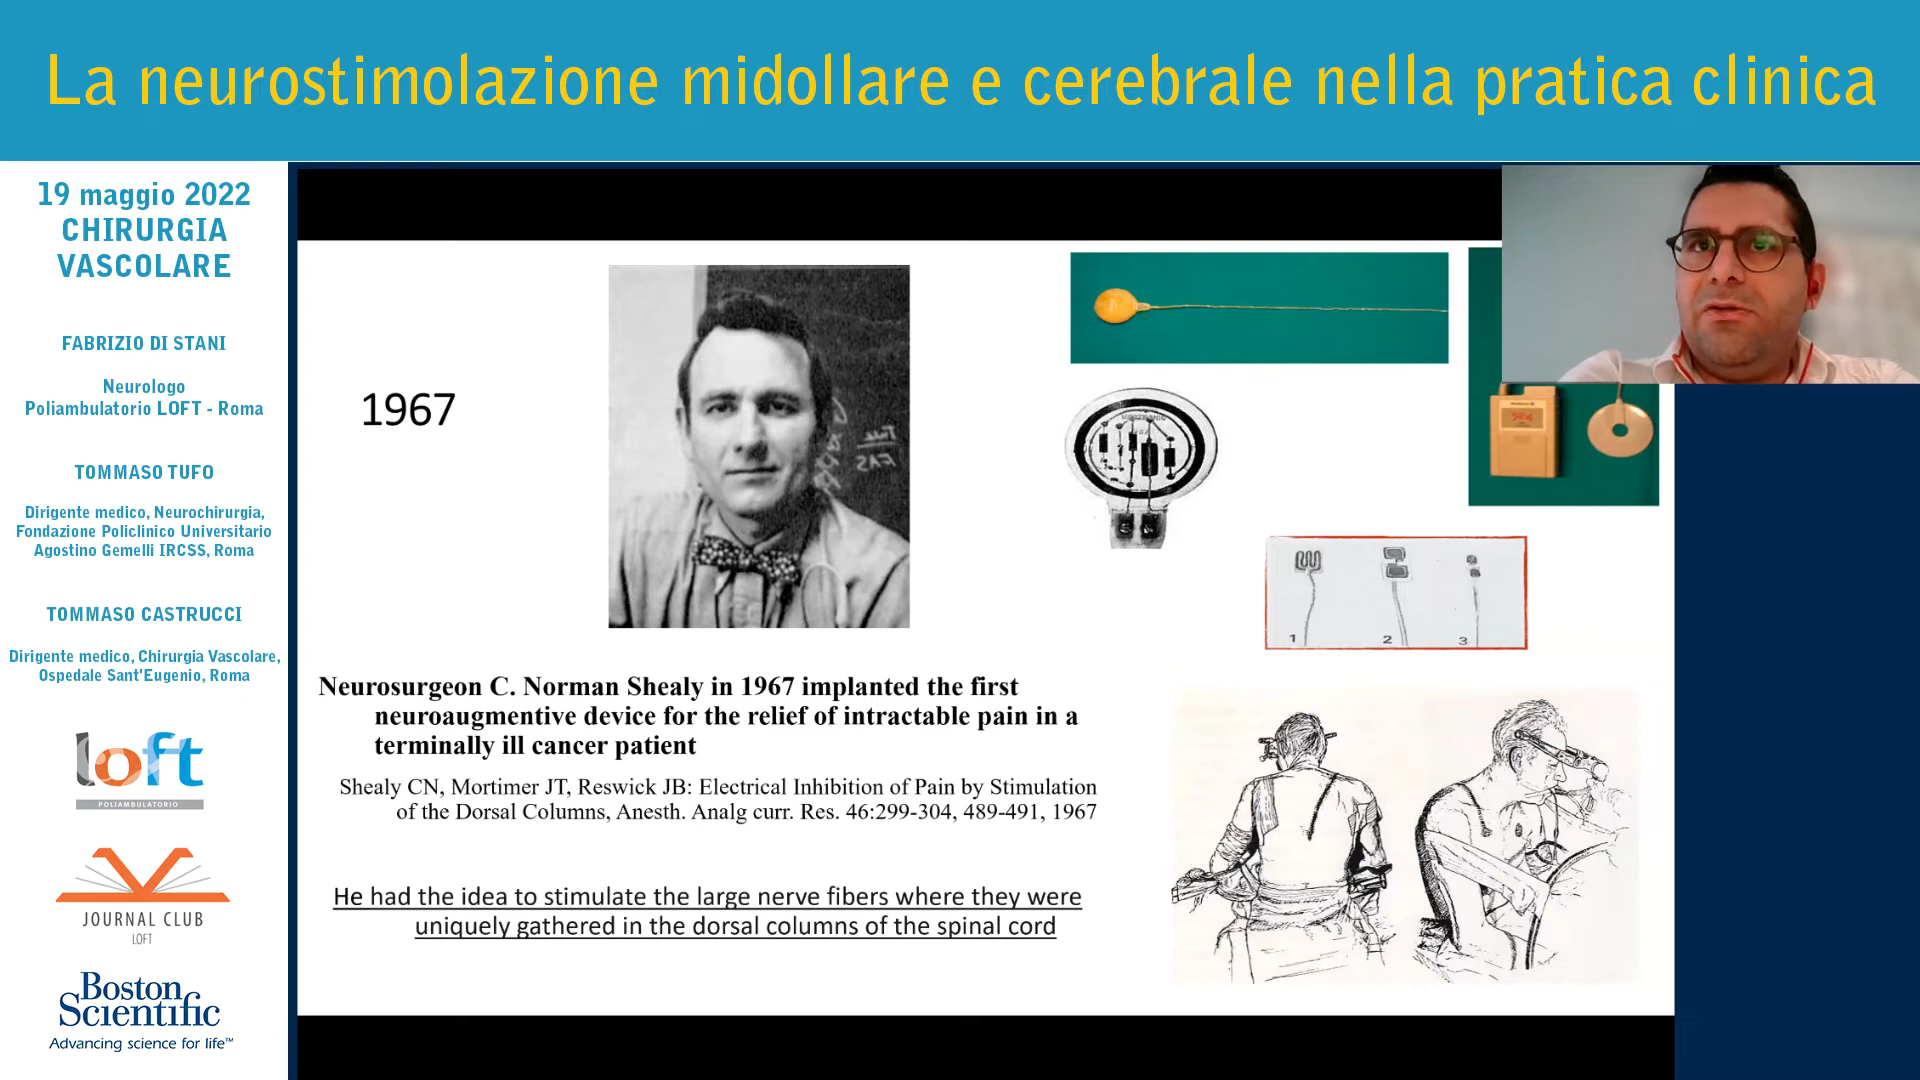 La neurostimolazione midollare e cerebrale nella pratica clinica
19 maggio 2022
CHIRURGIA
VASCOLARE
FABRIZIO DI STANI
Neurologo
Poliambulatorio LOFT - Roma
TOMMASO TUFO
Dirigente medico, Neurochirurgia,
Fondazione Policlinico Universitario
Agostino Gemelli IRCSS, Roma
TOMMASO CASTRUCCI
Dirigente medico, Chirurgia Vascolare,
Ospedale Sant'Eugenio, Roma
loft
POLIAMBULATORIO
JOURNAL CLUB
LOFT
Boston
Scientific
Advancing science for life™
1967
1 2 3
Neurosurgeon C. Norman Shealy in 1967 implanted the first
neuroaugmentive device for the relief of intractable pain in a
terminally ill cancer patient
Shealy CN, Mortimer JT, Reswick JB: Electrical Inhibition of Pain by Stimulation
of the Dorsal Columns, Anesth. Analg curr. Res. 46:299-304, 489-491, 1967
He had the idea to stimulate the large nerve fibers where they were
uniquely gathered in the dorsal columns of the spinal cord